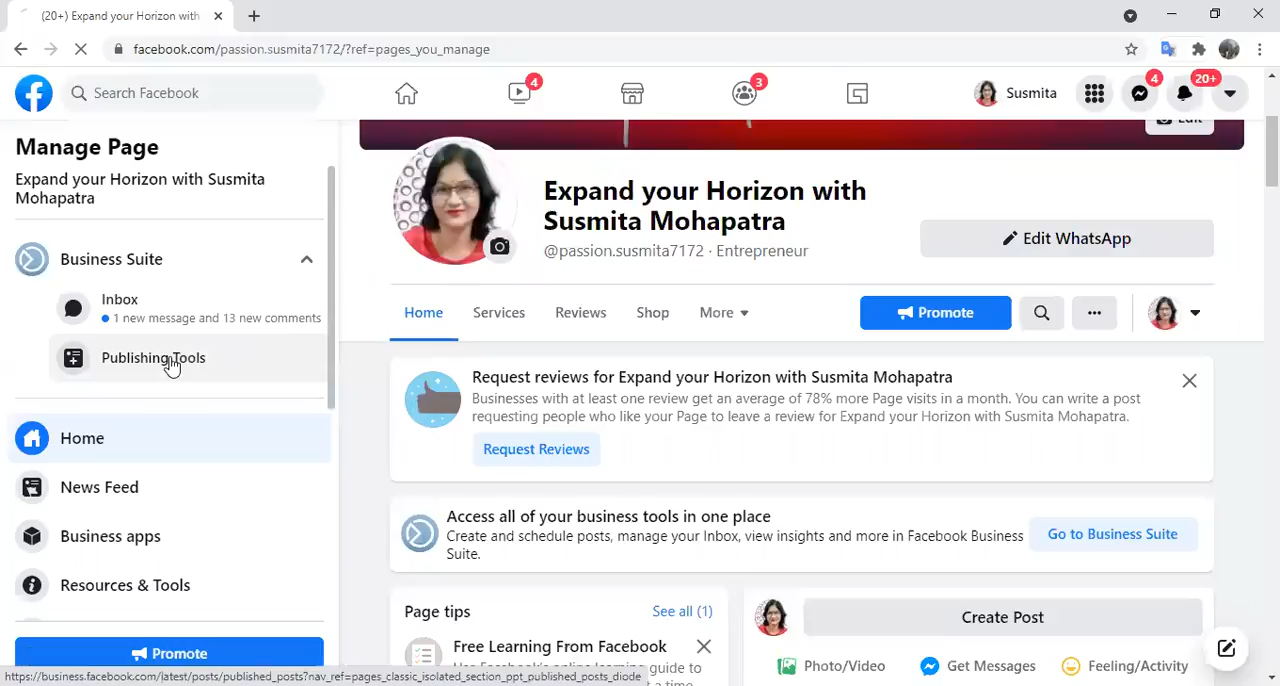 (20+) Expand your Horizon with
facebook.com/passion.susmita7172/?ref=pages_you_manage
Search Facebook
4
3
Susmita
4
20+
Manage Page
Expand your Horizon with Susmita
Mohapatra
Business Suite
Inbox
1 new message and 13 new comments
Publishing Tools
Home
News Feed
Business apps
Resources & Tools
Promote
Edit
Expand your Horizon with
Susmita Mohapatra
@passion.susmita7172 · Entrepreneur
Edit WhatsApp
Home
Services
Reviews
Shop
More
Promote
Request reviews for Expand your Horizon with Susmita Mohapatra
Businesses with at least one review get an average of 78% more Page visits in a month. You can write a post
requesting people who like your Page to leave a review for Expand your Horizon with Susmita Mohapatra.
Request Reviews
Access all of your business tools in one place
Create and schedule posts, manage your Inbox, view insights and more in Facebook Business
Suite.
Go to Business Suite
Page tips
See all (1)
Free Learning From Facebook
Use Facebook's online learning guide to
Create Post
Photo/Video
Get Messages
Feeling/Activity
https://business.facebook.com/latest/posts/published_posts?nav_ref=pages_classic_isolated_section_ppt_published_posts_diode